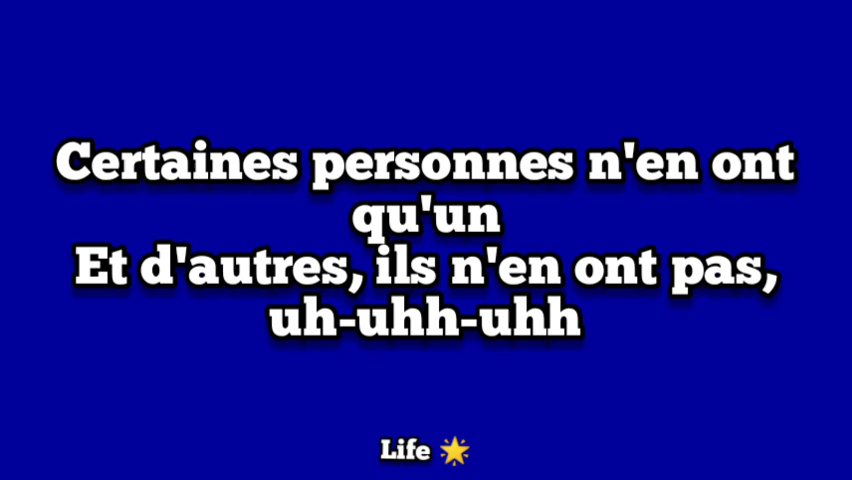 Certaines personnes n'en ont
qu'un
Et d'autres, ils n'en ont pas,
uh-uhh-uhh
Life 🌟